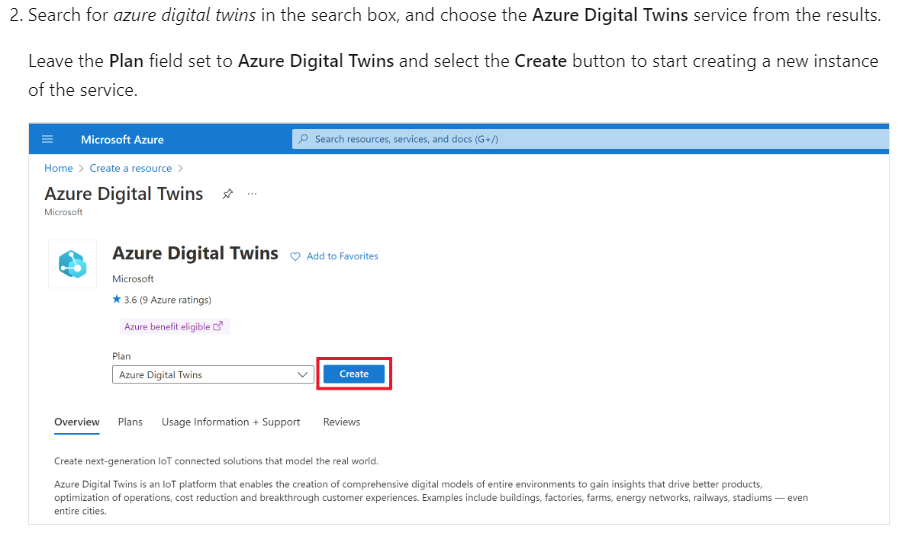 2. Search for azure digital twins in the search box, and choose the Azure Digital Twins service from the results.
Leave the Plan field set to Azure Digital Twins and select the Create button to start creating a new instance
of the service.
Microsoft Azure
Search resources, services, and docs (G+/)
Home > Create a resource >
Azure Digital Twins ...
Microsoft
Azure Digital Twins
Add to Favorites
Microsoft
★ 3.6 (9 Azure ratings)
Azure benefit eligible
Plan
Azure Digital Twins
Create
Overview Plans Usage Information + Support Reviews
Create next-generation IoT connected solutions that model the real world.
Azure Digital Twins is an IoT platform that enables the creation of comprehensive digital models of entire environments to gain insights that drive better products,
optimization of operations, cost reduction and breakthrough customer experiences. Examples include buildings, factories, farms, energy networks, railways, stadiums — even
entire cities.